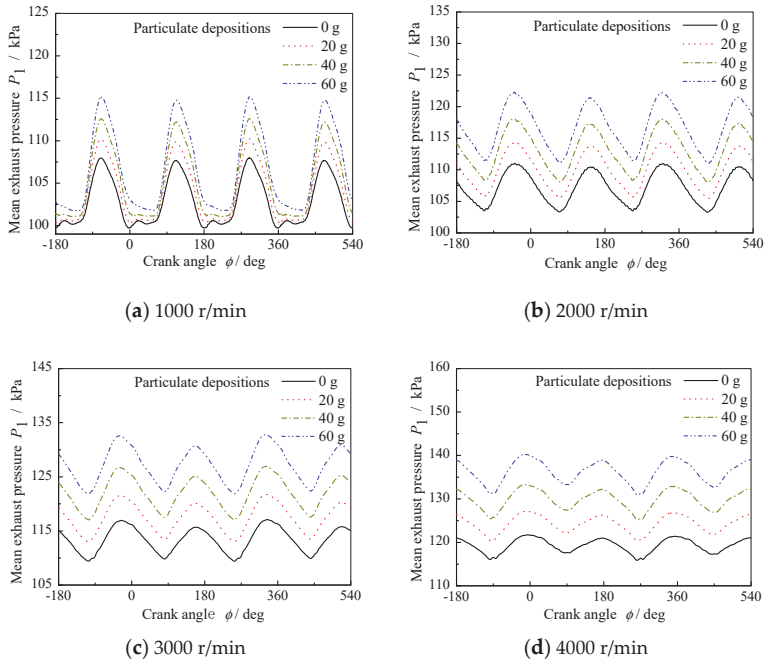 Mean exhaust pressure P1 / kPa
125
120
115
110
105
100
Particulate depositions
0 g
20 g
40 g
60 g
-180 0 180 360 540
Crank angle ϕ / deg
(a) 1000 r/min
Mean exhaust pressure P1 / kPa
135
130
125
120
115
110
105
100
Particulate depositions
0 g
20 g
40 g
60 g
-180 0 180 360 540
Crank angle ϕ / deg
(b) 2000 r/min
Mean exhaust pressure P1 / kPa
145
135
125
115
105
Particulate depositions
0 g
20 g
40 g
60 g
-180 0 180 360 540
Crank angle ϕ / deg
(c) 3000 r/min
Mean exhaust pressure P1 / kPa
160
150
140
130
120
110
Particulate depositions
0 g
20 g
40 g
60 g
-180 0 180 360 540
Crank angle ϕ / deg
(d) 4000 r/min